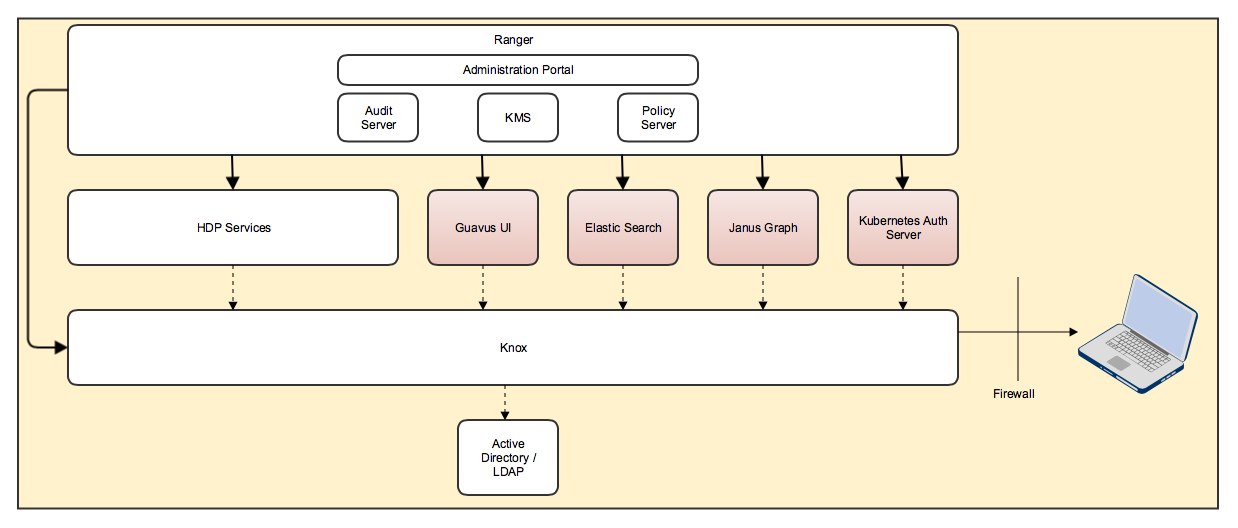 Ranger
Administration Portal
Audit
Server
KMS
Policy
Server
HDP Services
Guavus UI
Elastic Search
Janus Graph
Kubernetes Auth
Server
Knox
Firewall
Active
Directory /
LDAP